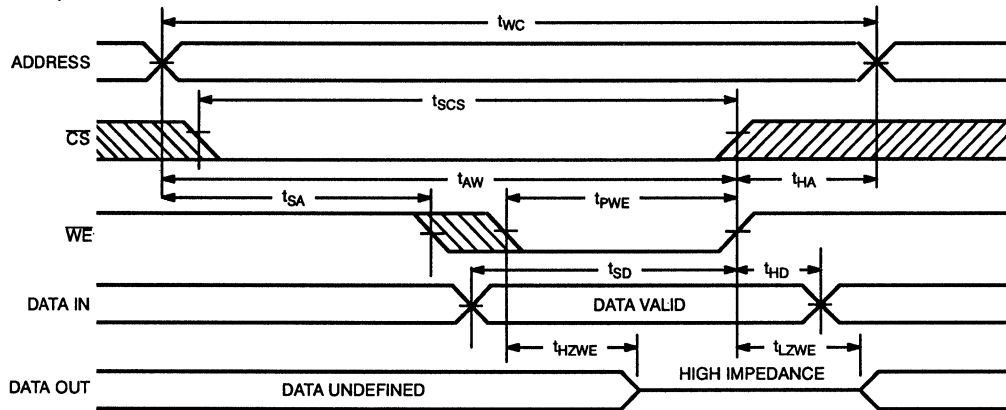 tWC
ADDRESS
tSCS
CS
tAW
tHA
tSA
tPWE
WE
tSD
tHD
DATA IN
DATA VALID
tHZWE
tLZWE
HIGH IMPEDANCE
DATA OUT
DATA UNDEFINED